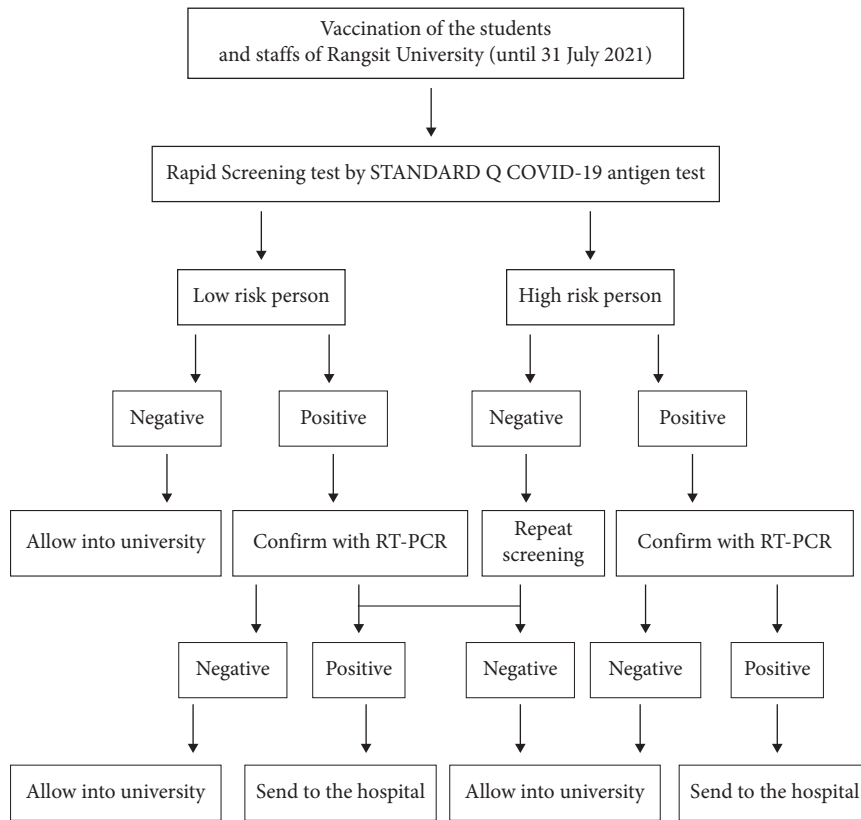 Vaccination of the students
and staffs of Rangsit University (until 31 July 2021)
Rapid Screening test by STANDARD Q COVID-19 antigen test
Low risk person
High risk person
Negative
Positive
Negative
Positive
Allow into university
Confirm with RT-PCR
Repeat
screening
Confirm with RT-PCR
Negative
Positive
Negative
Negative
Positive
Allow into university
Send to the hospital
Allow into university
Send to the hospital